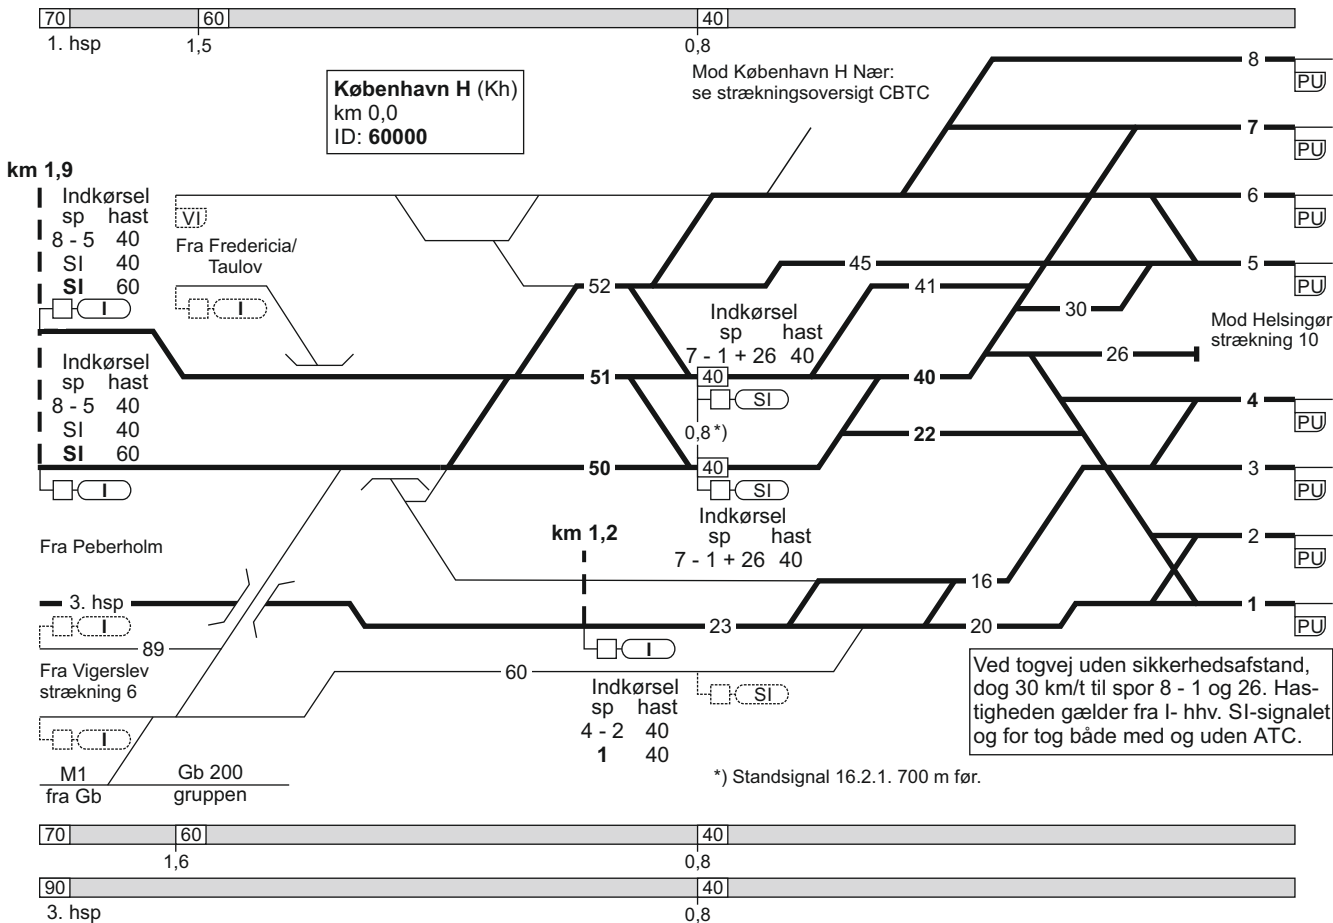 70 60 40
1. hsp 1,5 0,8
København H (Kh)
km 0,0
ID: 60000
Mod København H Nær:
se strækningsoversigt CBTC
8
PU
7
PU
6
PU
5
PU
km 1,9
Indkørsel
sp hast
8 - 5 40
SI 40
SI 60
I
VI
Fra Fredericia/
Taulov
I
52
45
41
30
26
Mod Helsingør
strækning 10
Indkørsel
sp hast
7 - 1 + 26 40
51
40
SI
40
Indkørsel
sp hast
8 - 5 40
SI 40
SI 60
I
0,8 *)
50
40
SI
22
Indkørsel
sp hast
7 - 1 + 26 40
4
PU
3
PU
2
PU
1
PU
Fra Peberholm
km 1,2
3. hsp
I
89
Fra Vigerslev
strækning 6
I
M1
fra Gb
Gb 200
gruppen
16
23
20
I
60
SI
Indkørsel
sp hast
4 - 2 40
1 40
Ved togvej uden sikkerhedsafstand,
dog 30 km/t til spor 8 - 1 og 26. Has-
tigheden gælder fra I- hhv. SI-signalet
og for tog både med og uden ATC.
*) Standsignal 16.2.1. 700 m før.
70 60 40
1,6 0,8
90 40
3. hsp 0,8